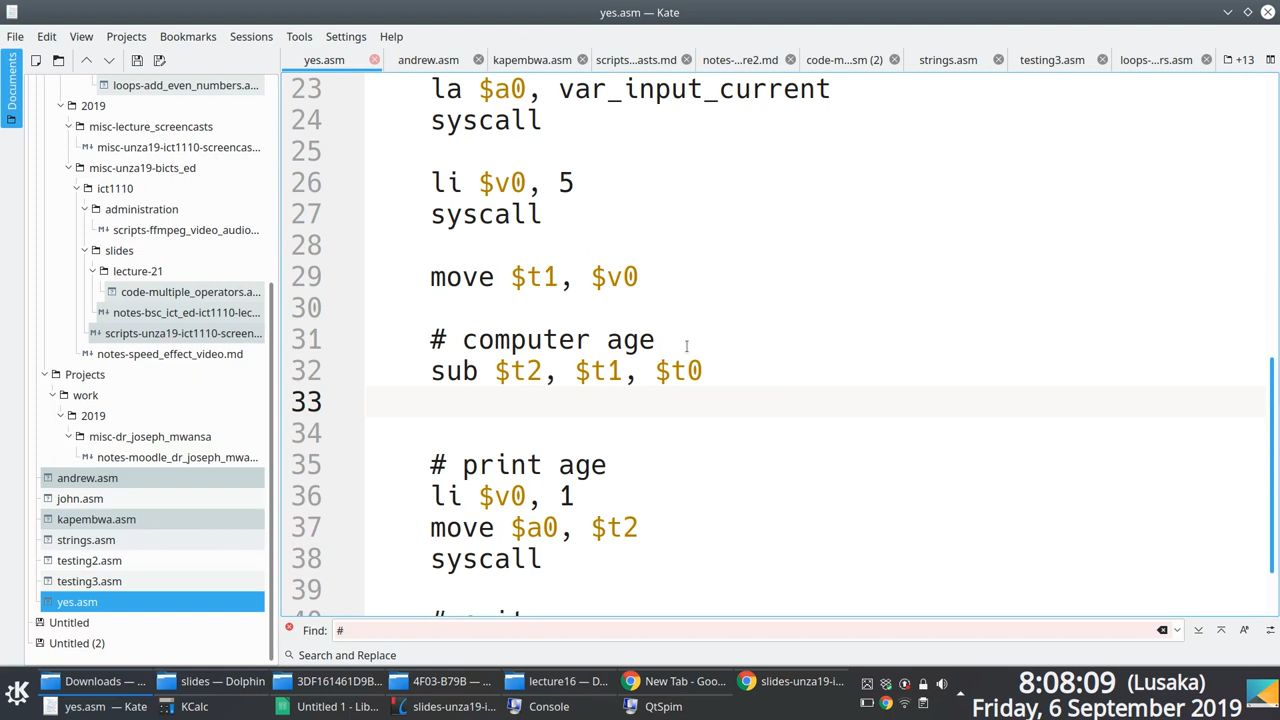 yes.asm — Kate
File Edit View Projects Bookmarks Sessions Tools Settings Help
Documents
yes.asm andrew.asm kapembwa.asm scripts...asts.md notes-...re2.md code-m...sm (2) strings.asm testing3.asm loops-...rs.asm +13
loops-add_even_numbers.a...
2019
misc-lecture_screencasts
misc-unza19-ict1110-screencas...
misc-unza19-bicts_ed
ict1110
administration
scripts-ffmpeg_video_audio...
slides
lecture-21
code-multiple_operators.a...
notes-bsc_ict_ed-ict1110-lec...
scripts-unza19-ict1110-screen...
notes-speed_effect_video.md
Projects
work
2019
misc-dr_joseph_mwansa
notes-moodle_dr_joseph_mwa...
andrew.asm
john.asm
kapembwa.asm
strings.asm
testing2.asm
testing3.asm
yes.asm
Untitled
Untitled (2)
23 la $a0, var_input_current
24 syscall
25
26 li $v0, 5
27 syscall
28
29 move $t1, $v0
30
31 # computer age
32 sub $t2, $t1, $t0
33
34
35 # print age
36 li $v0, 1
37 move $a0, $t2
38 syscall
39
Find: #
Search and Replace
Downloads — ... slides — Dolphin 3DF161461D9B... 4F03-B79B – ... lecture16 — D... New Tab - Goo... slides-unza19-i...
yes.asm — Kate KCalc Untitled 1 - Lib... slides-unza19-i... Console QtSpim
8:08:09 (Lusaka)
Friday, 6 September 2019